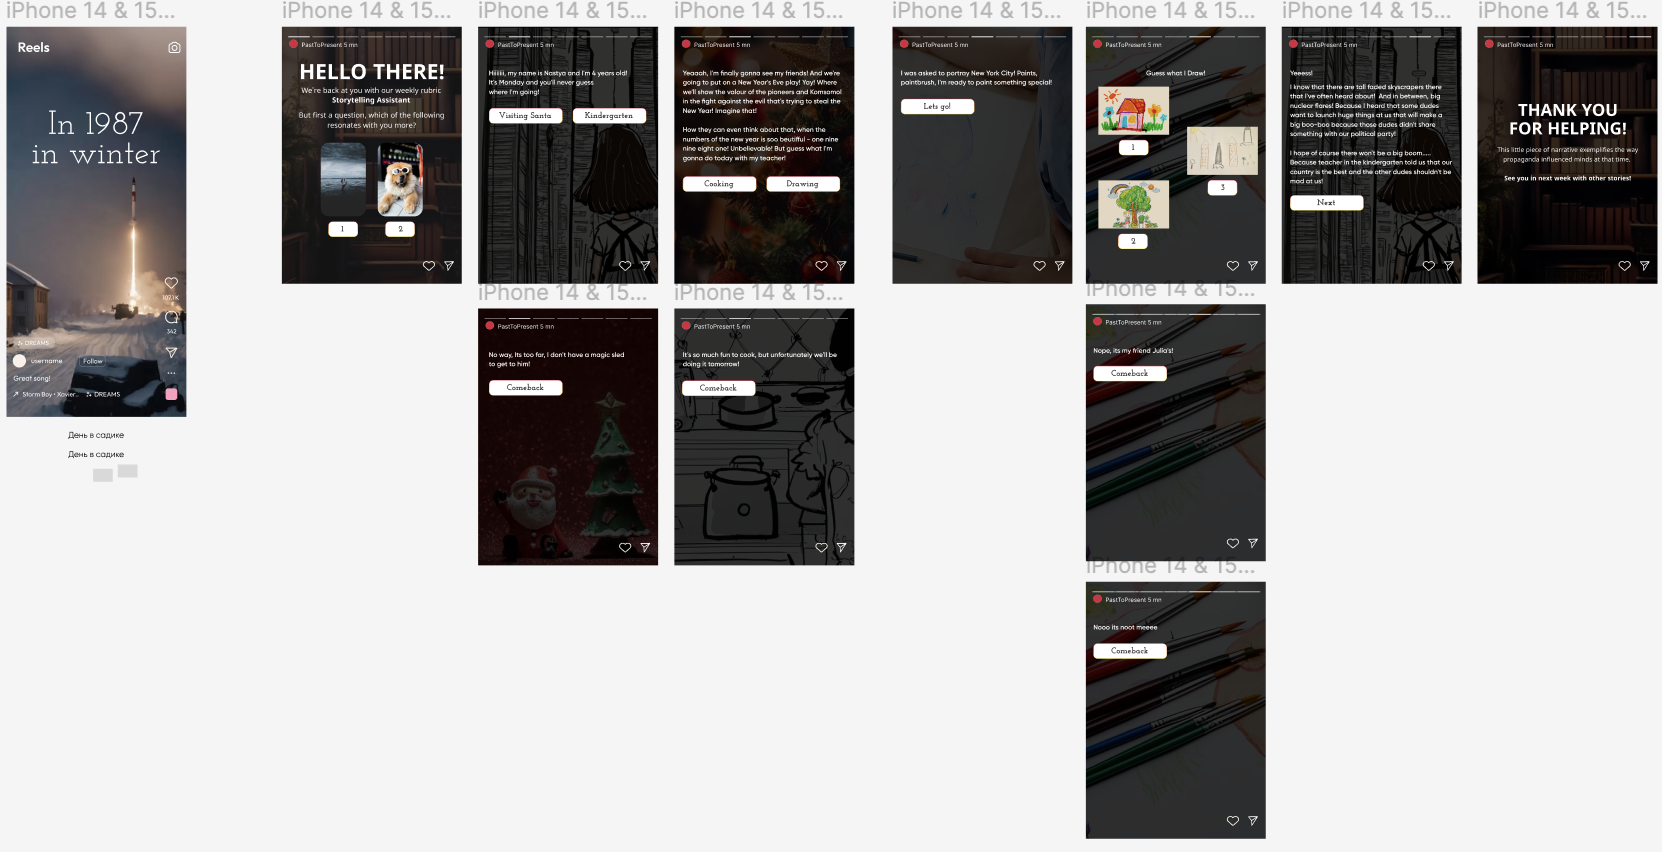 iPhone 14 & 15...
Reels
In 1987
in winter
107.1K
342
DREAMS
username
Follow
Great song!
Storm Boy • Xavier..
DREAMS
День в садике
День в садике
iPhone 14 & 15...
PastToPresent 5 mn
HELLO THERE!
We're back at you with our weekly rubric
Storytelling Assistant
But first a question, which of the following
resonates with you more?
1
2
iPhone 14 & 15...
PastToPresent 5 mn
Hiiiiii, my name is Nastya and I'm 4 years old!
It's Monday and you'll never guess
where I'm going!
Visiting Santa
Kindergarten
iPhone 14 & 15...
PastToPresent 5 mn
Yeaaah, I'm finally gonna see my friends! And we're
going to put on a New Year's Eve play! Yay! Where
we'll show the valour of the pioneers and Komsomol
in the fight against the evil that's trying to steal the
New Year! Imagine that!
How they can even think about that, when the
numbers of the new year is soo beutiful - one nine
nine eight one! Unbelievable! But guess what I'm
gonna do today with my teacher!
Cooking
Drawing
iPhone 14 & 15...
PastToPresent 5 mn
I was asked to portray New York City! Paints,
paintbrush, I'm ready to paint something special!
Lets go!
iPhone 14 & 15...
PastToPresent 5 mn
Guess what I Draw!
1
3
2
iPhone 14 & 15...
PastToPresent 5 mn
Yeeess!
I know that there are tall faded skyscrapers there
that I've often heard about! And in between, big
nuclear flares! Because I heard that some dudes
want to launch huge things at us that will make a
big boo-boo because those dudes didn't share
something with our political party!
I hope of course there won't be a big boom.....
Because teacher in the kindergarten told us that our
country is the best and the other dudes shouldn't be
mad at us!
Next
iPhone 14 & 15...
PastToPresent 5 mn
THANK YOU
FOR HELPING!
This little piece of narrative exemplifies the way
propaganda influenced minds at that time.
See you in next week with other stories!
iPhone 14 & 15...
PastToPresent 5 mn
No way, Its too far, I don't have a magic sled
to get to him!
Comeback
iPhone 14 & 15...
PastToPresent 5 mn
It's so much fun to cook, but unfortunately we'll be
doing it tomorrow!
Comeback
iPhone 14 & 15...
PastToPresent 5 mn
Nope, its my friend Julia's!
Comeback
iPhone 14 & 15...
PastToPresent 5 mn
Nooo its noot meeee
Comeback